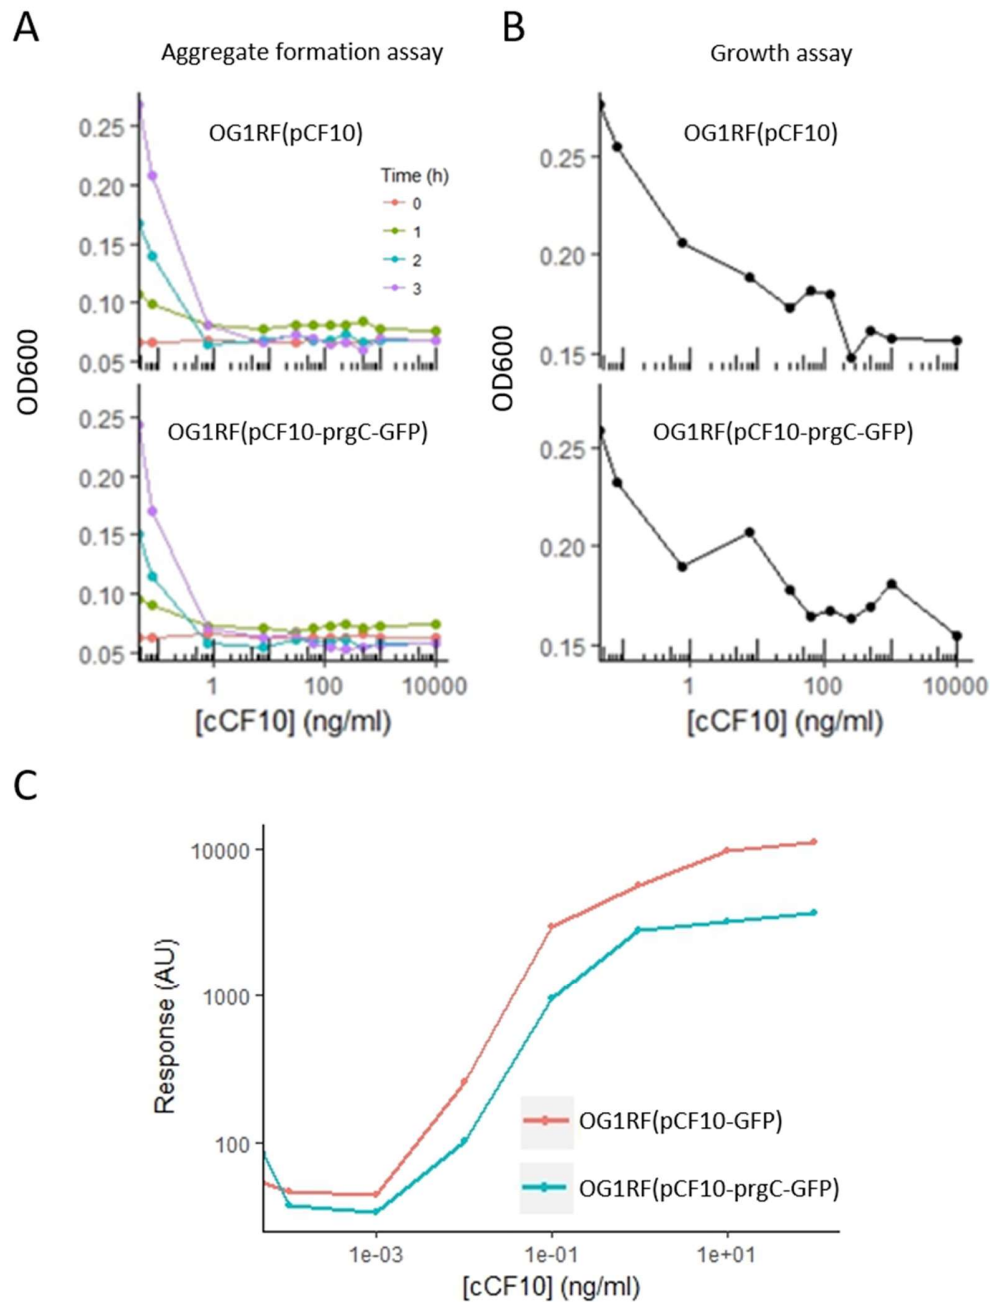 A
Aggregate formation assay
OG1RF(pCF10)
Time (h)
0
1
2
3
0.25
0.20
0.15
0.10
0.05
OD600
OG1RF(pCF10-prgC-GFP)
0.25
0.20
0.15
0.10
0.05
1
100
10000
[cCF10] (ng/ml)
B
Growth assay
OG1RF(pCF10)
0.25
0.20
0.15
OD600
OG1RF(pCF10-prgC-GFP)
0.25
0.20
0.15
1
100
10000
[cCF10] (ng/ml)
C
10000
1000
100
Response (AU)
OG1RF(pCF10-GFP)
OG1RF(pCF10-prgC-GFP)
1e-03
1e-01
1e+01
[cCF10] (ng/ml)